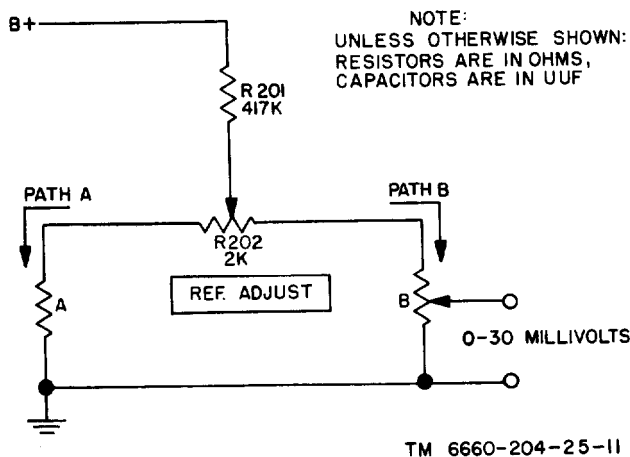 B+
NOTE:
UNLESS OTHERWISE SHOWN:
RESISTORS ARE IN OHMS,
CAPACITORS ARE IN UUF
R201
417K
PATH A
PATH B
R202
2K
REF. ADJUST
A
B
0-30 MILLIVOLTS
TM 6660-204-25-11